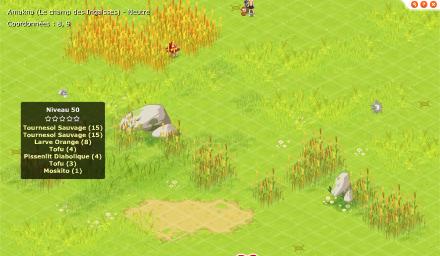 Amakna (Le champ des Ingalsses) - Neutre
Coordonnées : 8, 9
Niveau 50
Tournesol Sauvage (15)
Tournesol Sauvage (15)
Larve Orange (8)
Tofu (4)
Pissenlit Diabolique (4)
Tofu (3)
Moskito (1)